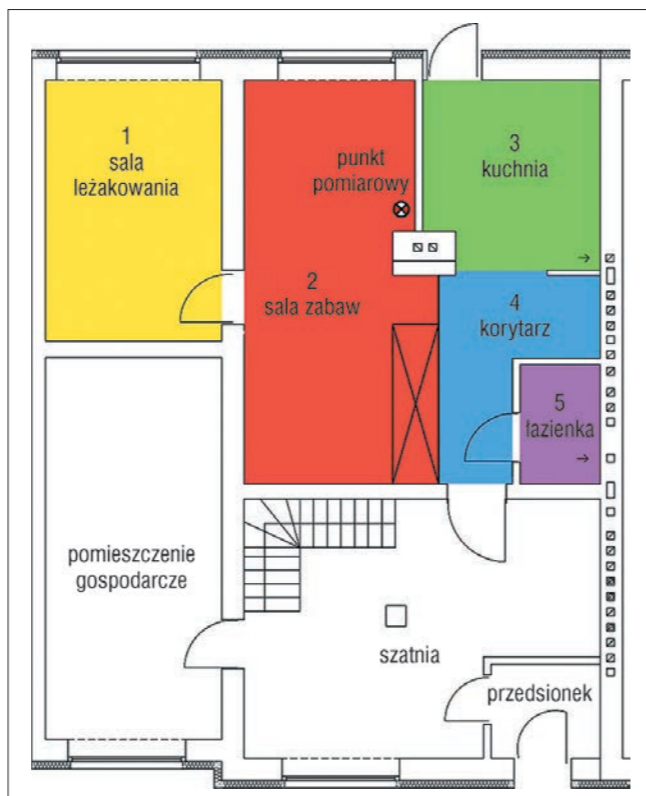 1
sala
leżakowania
punkt
pomiarowy
3
kuchnia
2
sala zabaw
4
korytarz
5
łazienka
pomieszczenie
gospodarcze
szatnia
przedsionek